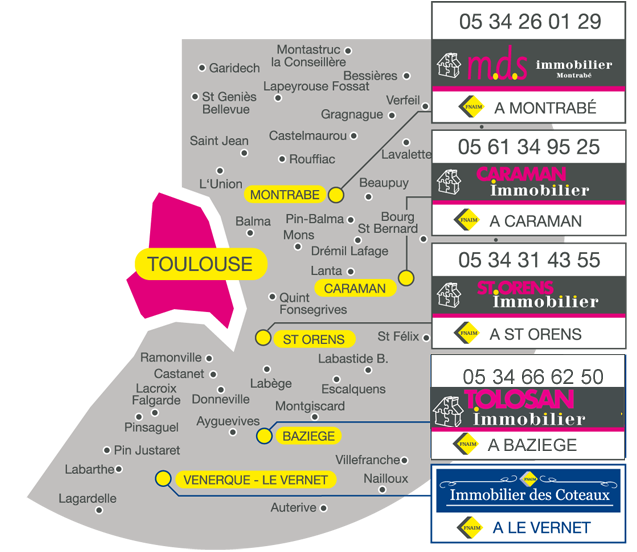 05 34 26 01 29
m.d.s immobilier
Montrabé
FNAIM A MONTRABÉ
05 61 34 95 25
CARAMAN
immobilier
FNAIM A CARAMAN
05 34 31 43 55
ST ORENS
immobilier
FNAIM A ST ORENS
05 34 66 62 50
TOLOSAN
immobilier
FNAIM A BAZIEGE
FNAIM
Immobilier des Coteaux
FNAIM A LE VERNET
Montastruc
la Conseillère
Garidech
Bessières
Lapeyrouse Fossat
St Geniès
Bellevue
Verfeil
Gragnague
Castelmaurou
Saint Jean
Lavalette
Rouffiac
L'Union
MONTRABE
Beaupuy
Balma
Pin-Balma
Bourg
St Bernard
Mons
Drémil Lafage
TOULOUSE
Lanta
CARAMAN
Quint
Fonsegrives
ST ORENS
St Félix
Ramonville
Labastide B.
Castanet
Labège
Lacroix
Falgarde
Escalquens
Donneville
Montgiscard
Pinsaguel
Ayguevives
BAZIEGE
Pin Justaret
Villefranche
Labarthe
VENERQUE - LE VERNET
Nailloux
Lagardelle
Auterive